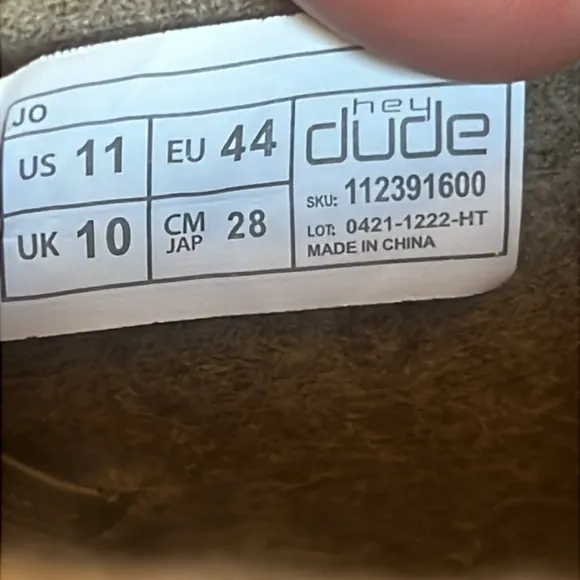 JO
US 11
EU 44
UK 10
CM
JAP 28
hey
dude
SKU: 112391600
LOT: 0421-1222-HT
MADE IN CHINA